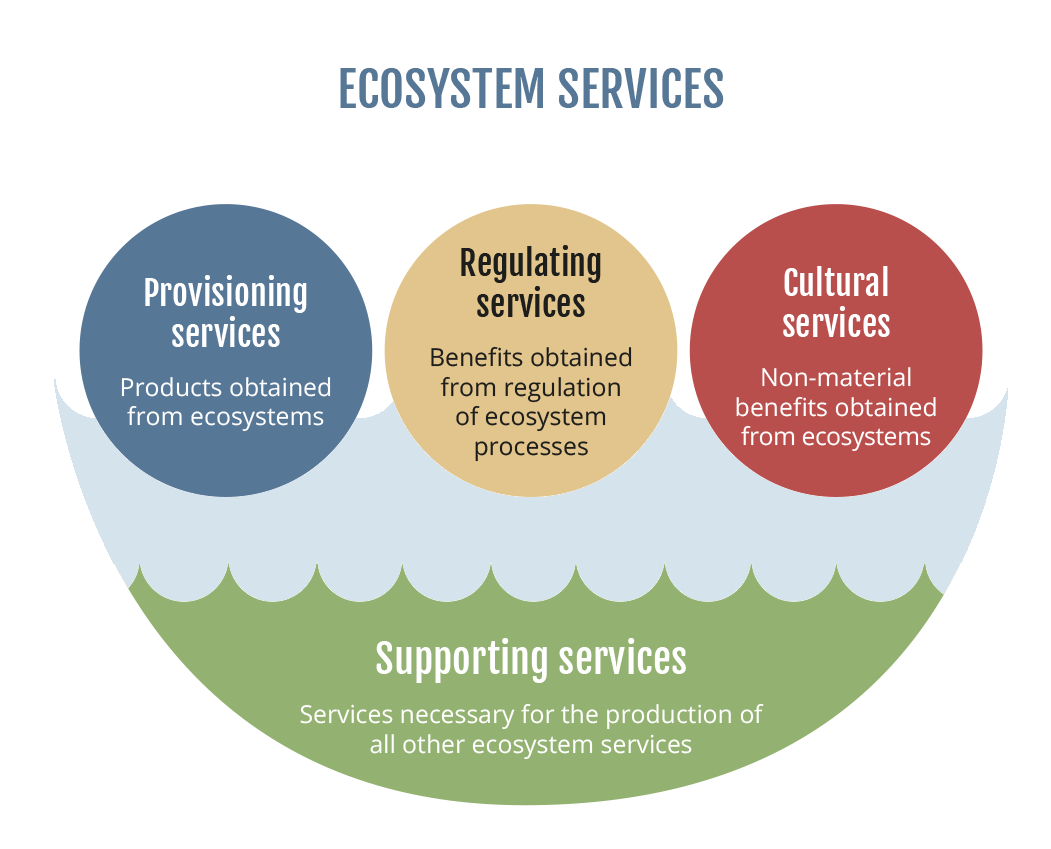 ECOSYSTEM SERVICES
Provisioning
services
Products obtained
from ecosystems
Regulating
services
Benefits obtained
from regulation
of ecosystem
processes
Cultural
services
Non-material
benefits obtained
from ecosystems
Supporting services
Services necessary for the production of
all other ecosystem services